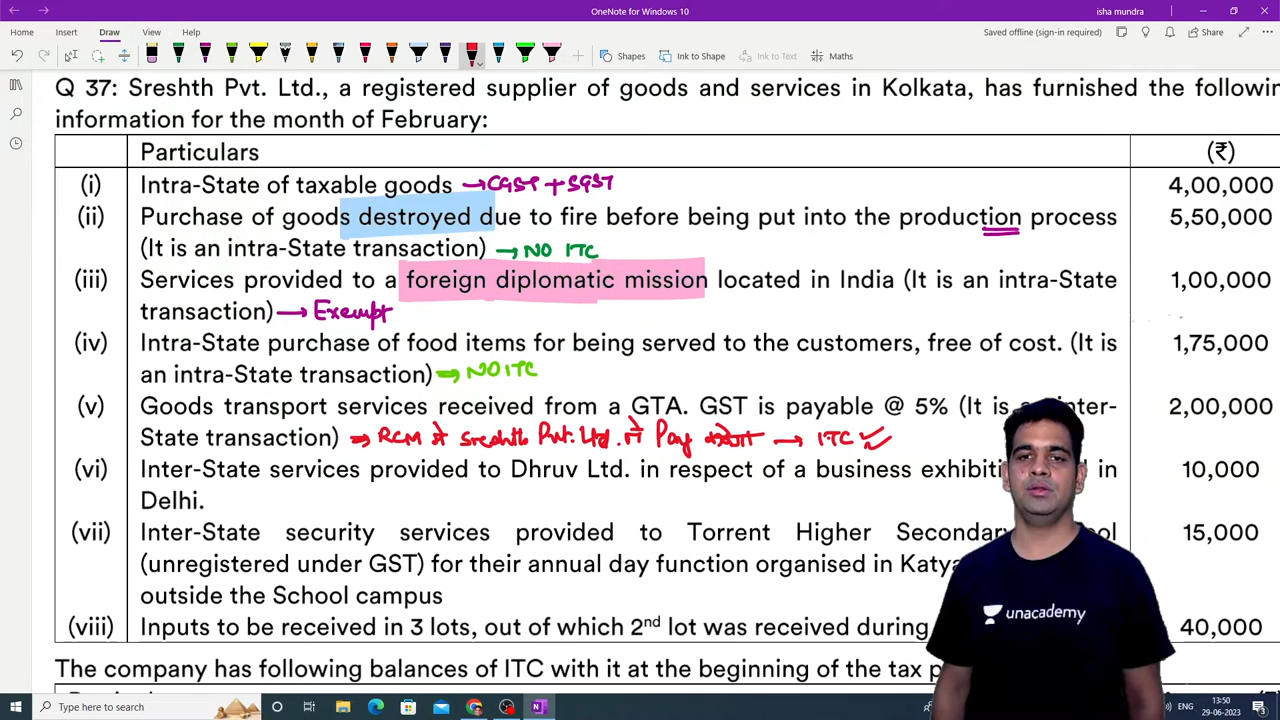 OneNote for Windows 10
isha mundra
Home Insert Draw View Help
Saved offline (sign-in required)
Share
Shapes Ink to Shape Ink to Text Maths
Q 37: Sreshth Pvt. Ltd., a registered supplier of goods and services in Kolkata, has furnished the followin
information for the month of February:
Particulars (₹)
(i) Intra-State of taxable goods → CGST + SGST 4,00,000
(ii) Purchase of goods destroyed due to fire before being put into the production process 5,50,000
(It is an intra-State transaction) → NO ITC
(iii) Services provided to a foreign diplomatic mission located in India (It is an intra-State 1,00,000
transaction) → Exempt
(iv) Intra-State purchase of food items for being served to the customers, free of cost. (It is 1,75,000
an intra-State transaction) → NO ITC
(v) Goods transport services received from a GTA. GST is payable @ 5% (It is a inter- 2,00,000
State transaction) ⇒ RCM Sreshth Pvt. Ltd. Pay → ITC ✓
(vi) Inter-State services provided to Dhruv Ltd. in respect of a business exhibiti in 10,000
Delhi.
(vii) Inter-State security services provided to Torrent Higher Secondary ool 15,000
(unregistered under GST) for their annual day function organised in Katya
outside the School campus
(viii) Inputs to be received in 3 lots, out of which 2nd lot was received during 40,000
The company has following balances of ITC with it at the beginning of the tax p
unacademy
Type here to search
13:50
29-06-2023